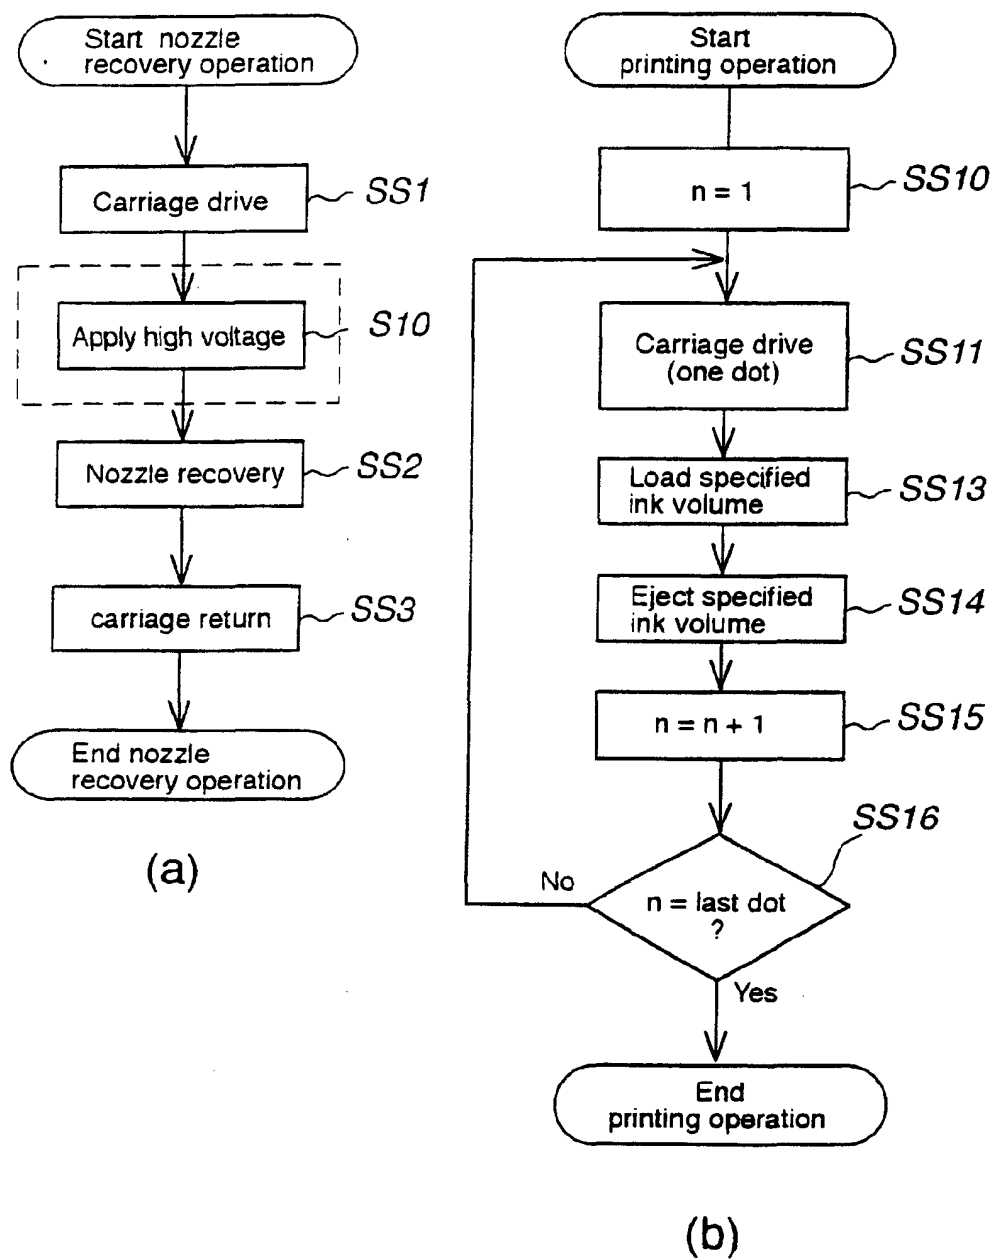 Start nozzle
recovery operation
Carriage drive
SS1
Apply high voltage
S10
Nozzle recovery
SS2
carriage return
SS3
End nozzle
recovery operation
(a)
Start
printing operation
n = 1
SS10
Carriage drive
(one dot)
SS11
Load specified
ink volume
SS13
Eject specified
ink volume
SS14
n = n + 1
SS15
SS16
No
n = last dot
?
Yes
End
printing operation
(b)